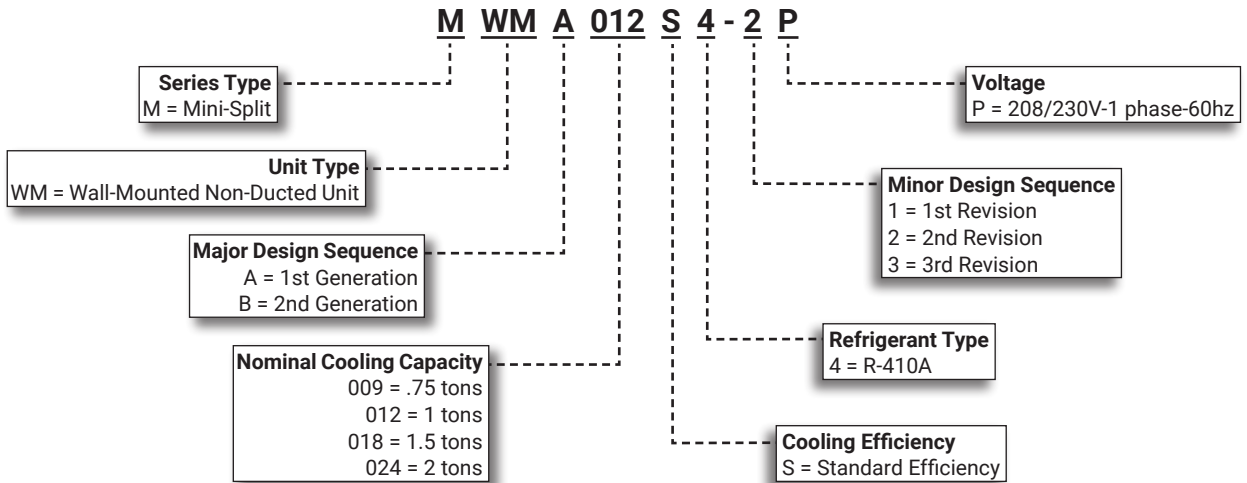 M WM A 012 S 4 - 2 P
Series Type
M = Mini-Split
Voltage
P = 208/230V-1 phase-60hz
Unit Type
WM = Wall-Mounted Non-Ducted Unit
Minor Design Sequence
1 = 1st Revision
2 = 2nd Revision
3 = 3rd Revision
Major Design Sequence
A = 1st Generation
B = 2nd Generation
Refrigerant Type
4 = R-410A
Nominal Cooling Capacity
009 = .75 tons
012 = 1 tons
018 = 1.5 tons
024 = 2 tons
Cooling Efficiency
S = Standard Efficiency